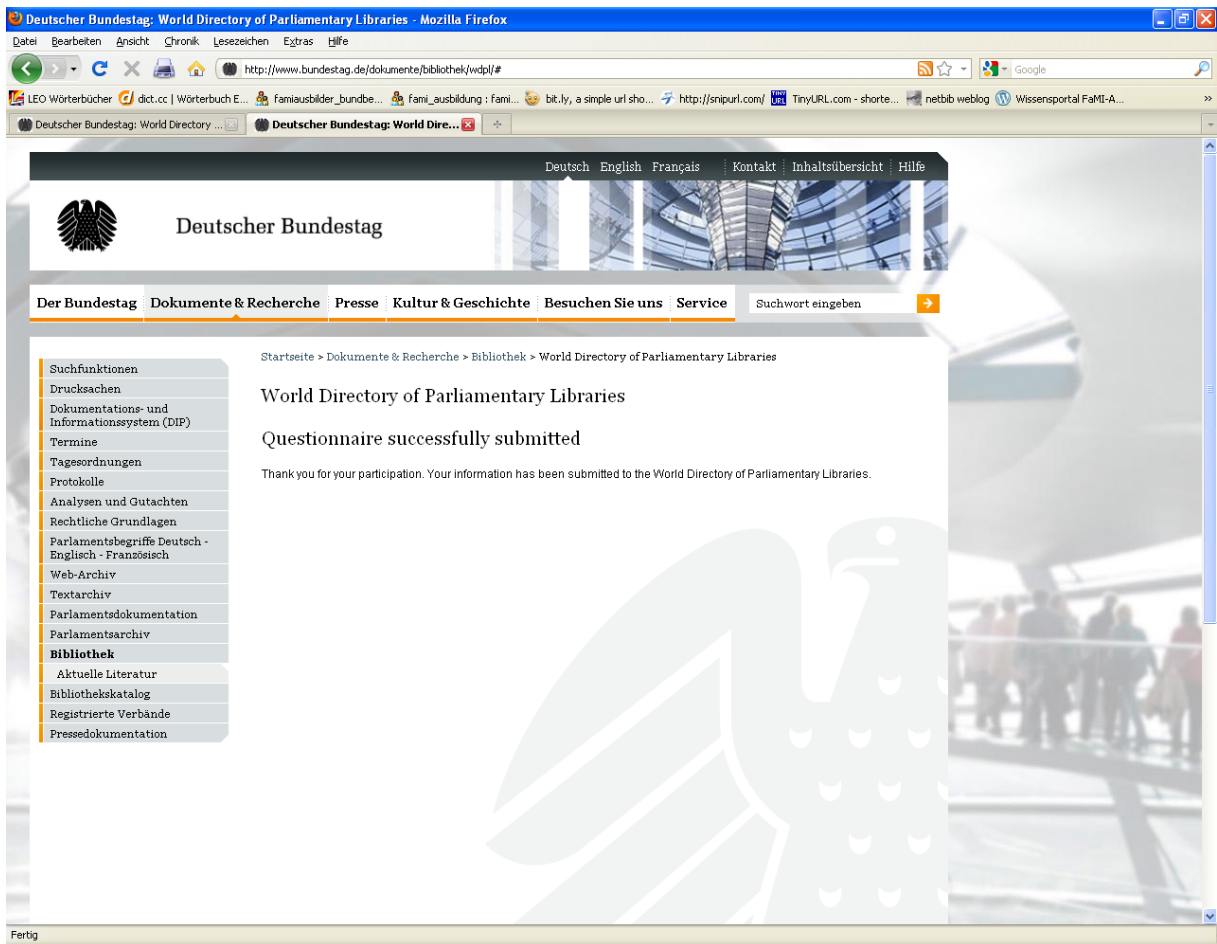 Deutscher Bundestag: World Directory of Parliamentary Libraries - Mozilla Firefox
Datei Bearbeiten Ansicht Chronik Lesezeichen Extras Hilfe
http://www.bundestag.de/dokumente/bibliothek/wdpl/# Google
LEO Wörterbücher dict.cc | Wörterbuch E... famiausbilder_bundbe... fami_ausbildung : fami... bit.ly, a simple url sho... http://snipurl.com/ TinyURL.com - shorte... netbib weblog Wissensportal FaMI-A... »
Deutscher Bundestag: World Directory ... Deutscher Bundestag: World Dire...
Deutsch English Français Kontakt Inhaltsübersicht Hilfe
Deutscher Bundestag
Der Bundestag Dokumente & Recherche Presse Kultur & Geschichte Besuchen Sie uns Service Suchwort eingeben
Startseite > Dokumente & Recherche > Bibliothek > World Directory of Parliamentary Libraries
Suchfunktionen
Drucksachen
Dokumentations- und
Informationssystem (DIP)
Termine
Tagesordnungen
Protokolle
Analysen und Gutachten
Rechtliche Grundlagen
Parlamentsbegriffe Deutsch -
Englisch - Französisch
Web-Archiv
Textarchiv
Parlamentsdokumentation
Parlamentsarchiv
Bibliothek
Aktuelle Literatur
Bibliothekskatalog
Registrierte Verbände
Pressedokumentation
World Directory of Parliamentary Libraries
Questionnaire successfully submitted
Thank you for your participation. Your information has been submitted to the World Directory of Parliamentary Libraries.
Fertig